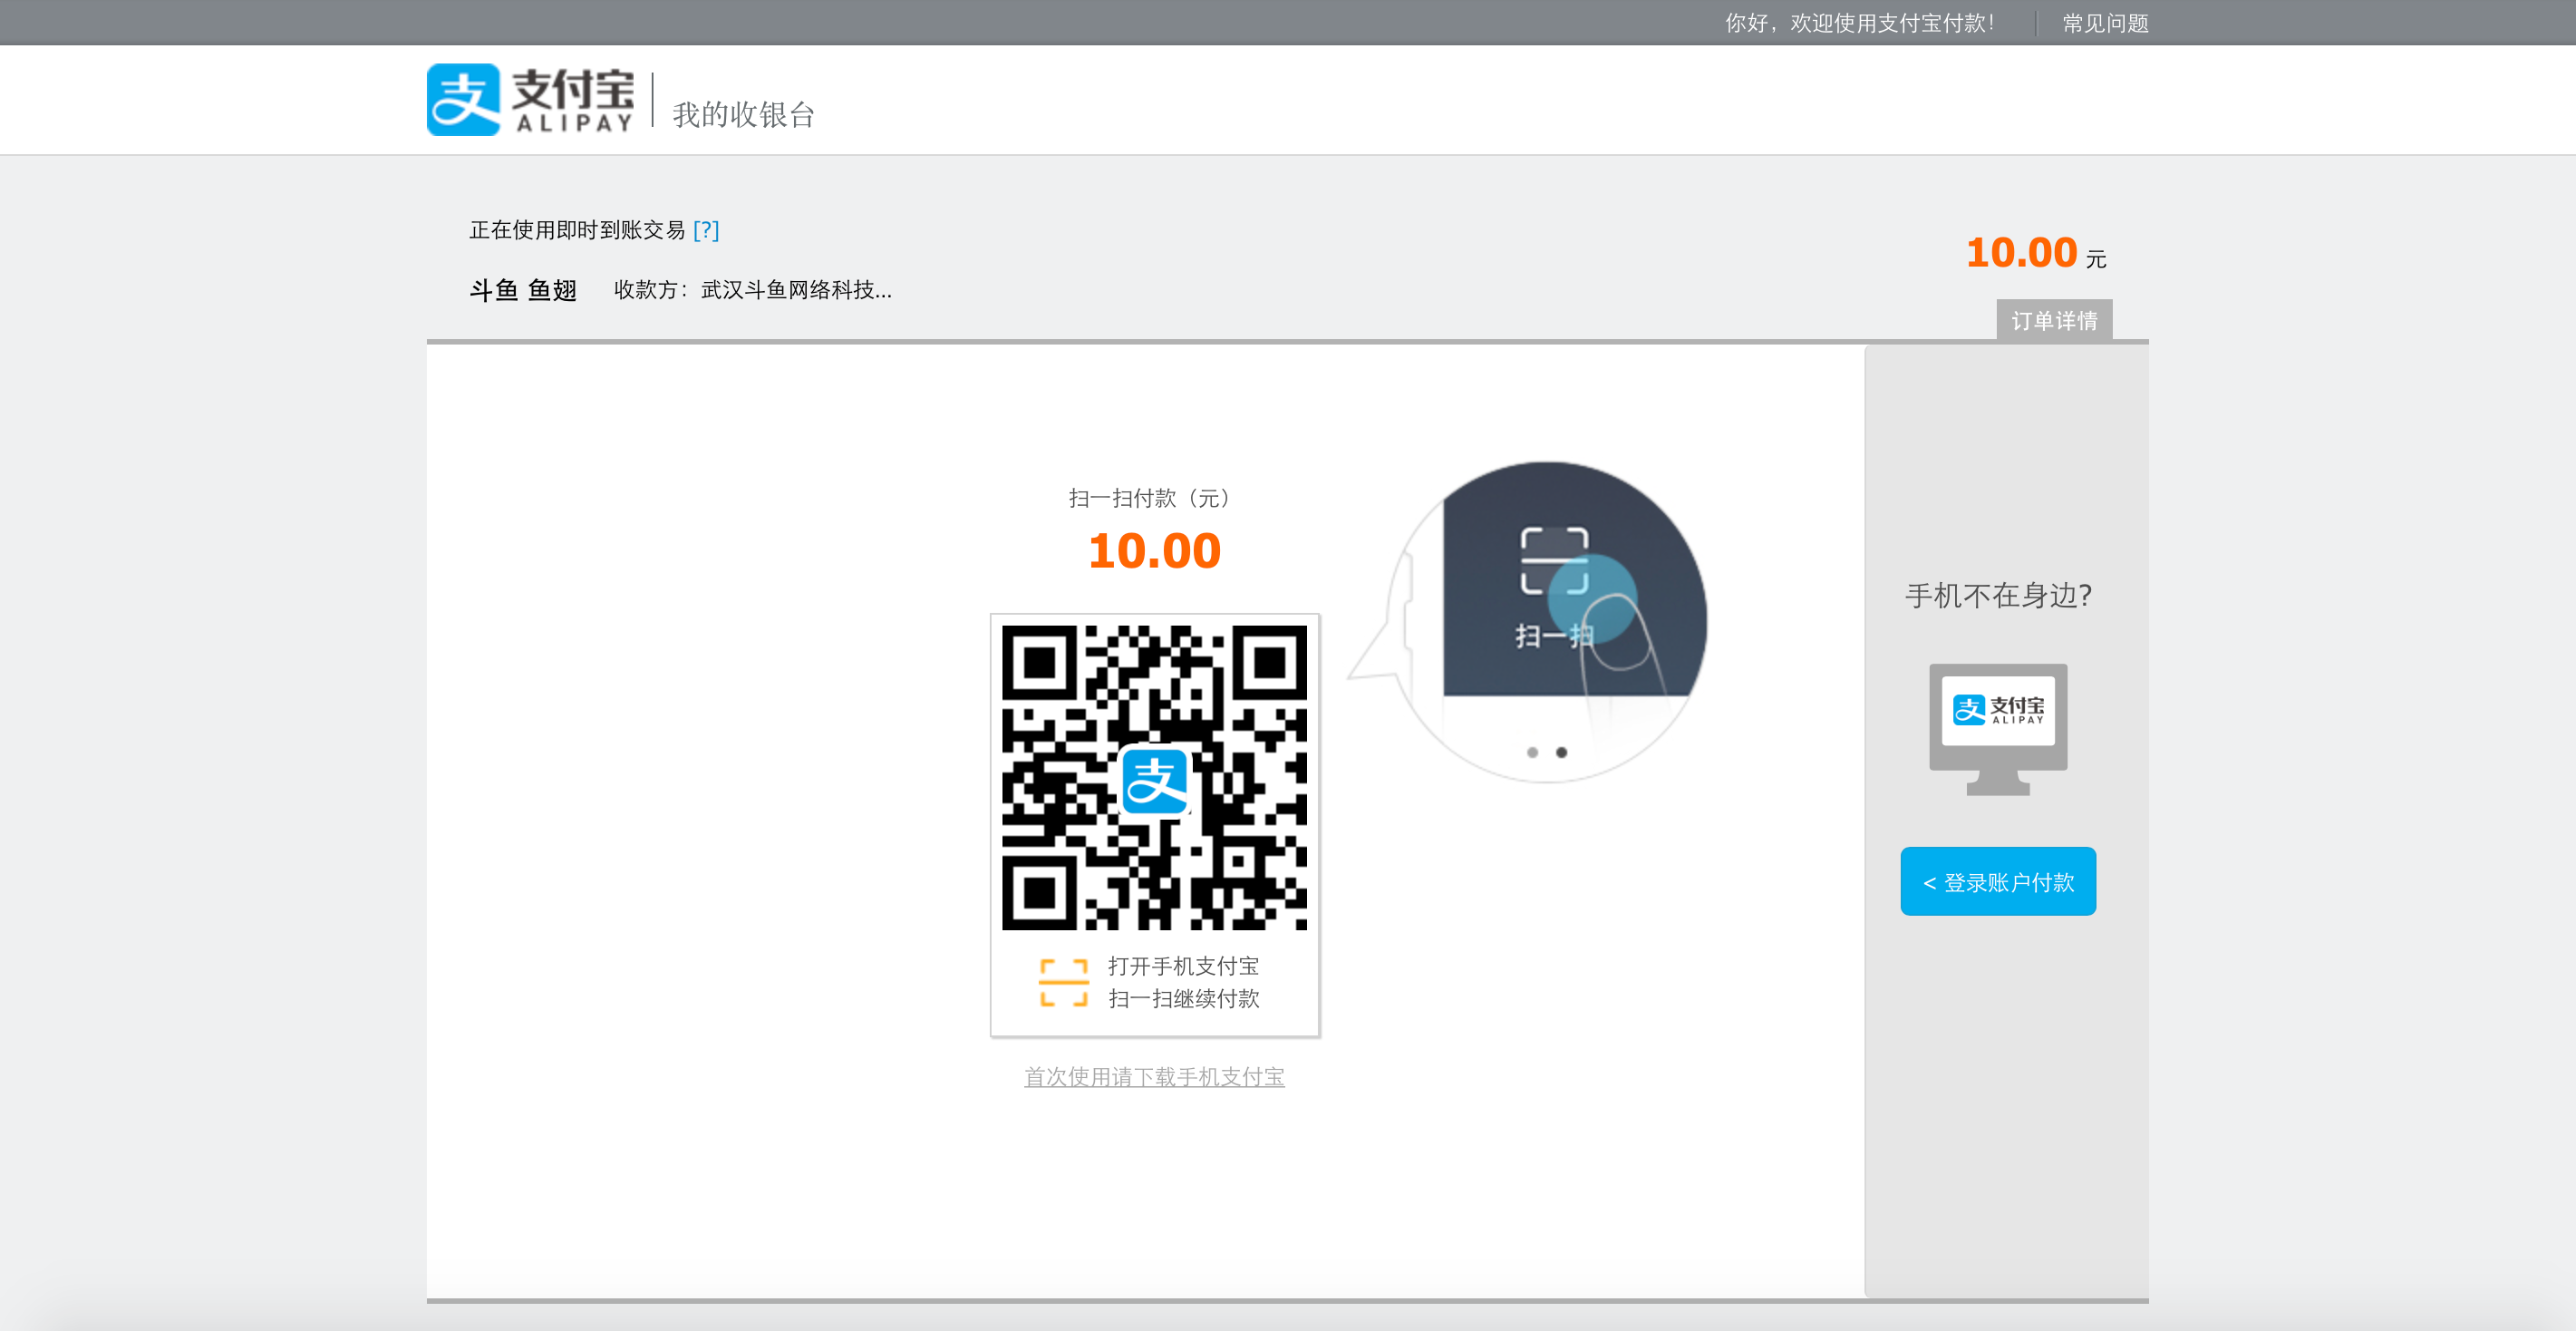 你好，欢迎使用支付宝付款！ 常见问题
支付宝
ALIPAY
我的收银台
正在使用即时到账交易 [?]
10.00 元
斗鱼 鱼翅 收款方：武汉斗鱼网络科技...
订单详情
扫一扫付款（元）
10.00
扫一扫
手机不在身边?
支付宝
ALIPAY
< 登录账户付款
支
打开手机支付宝
扫一扫继续付款
首次使用请下载手机支付宝